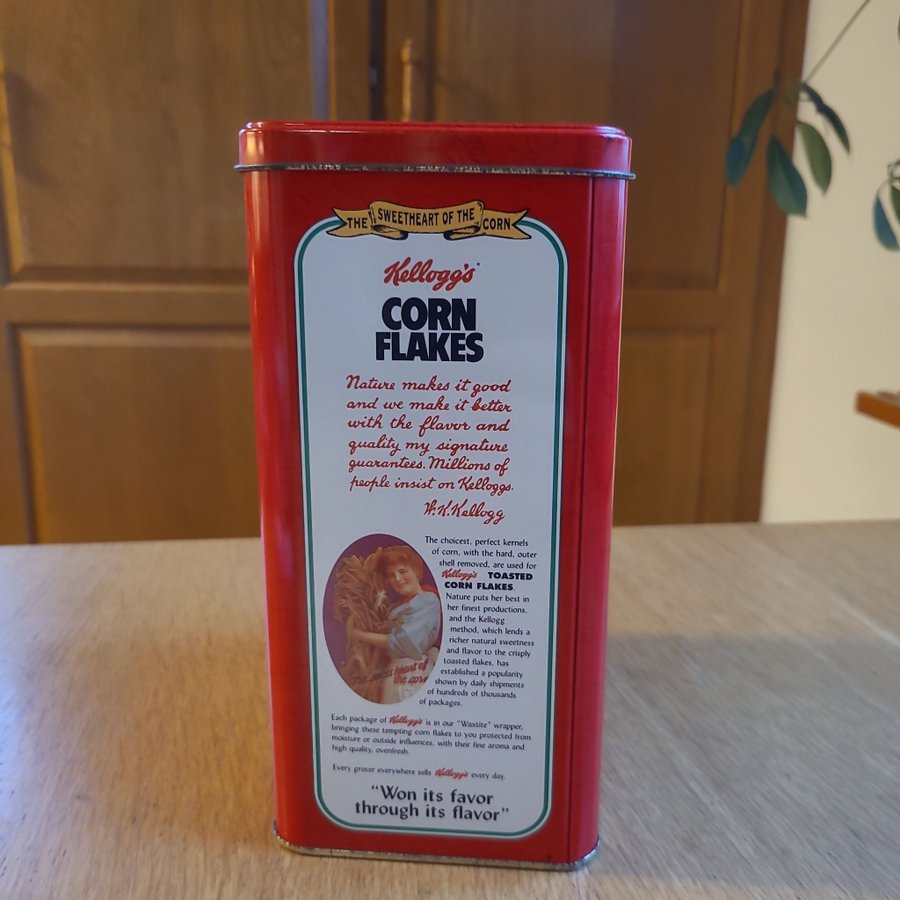 THE SWEETHEART OF THE CORN
Kellogg's
CORN
FLAKES
Nature makes it good
and we make it better
with the flavor and
quality my signature
guarantees. Millions of
people insist on Kelloggs.
W.K.Kellogg
The choicest, perfect kernels
of corn, with the hard, outer
shell removed, are used for
Kellogg's TOASTED
CORN FLAKES.
Nature puts her best in
her finest productions,
and the Kellogg
method, which lends a
richer natural sweetness
and flavor to the crisply
toasted flakes, has
established a popularity
shown by daily shipments
of hundreds of thousands
of packages.
The sweet heart of
the corn
Each package of Kellogg's is in our "Waxtite" wrapper,
bringing these tempting corn flakes to you protected from
moisture or outside influences, with their fine aroma and
high quality, ovenfresh.
Every grocer everywhere sells Kellogg's every day.
"Won its favor
through its flavor"